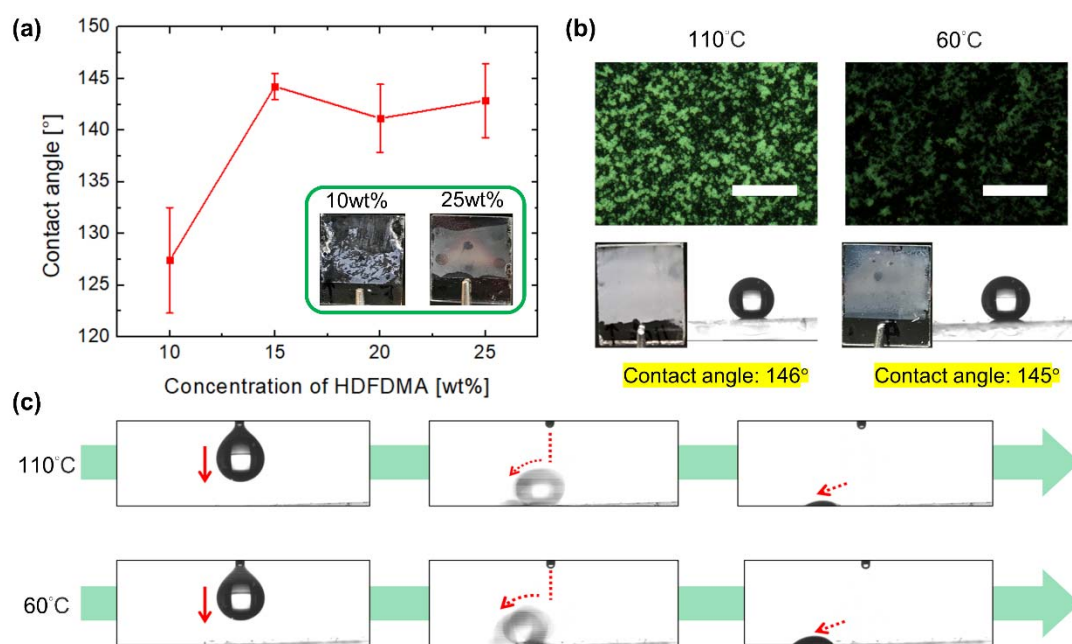 (a)
150
145
140
135
130
125
120
Contact angle [°]
10wt%
25wt%
10
15
20
25
Concentration of HDFDMA [wt%]
(b)
110°C
60°C
Contact angle: 146°
Contact angle: 145°
(c)
110°C
60°C